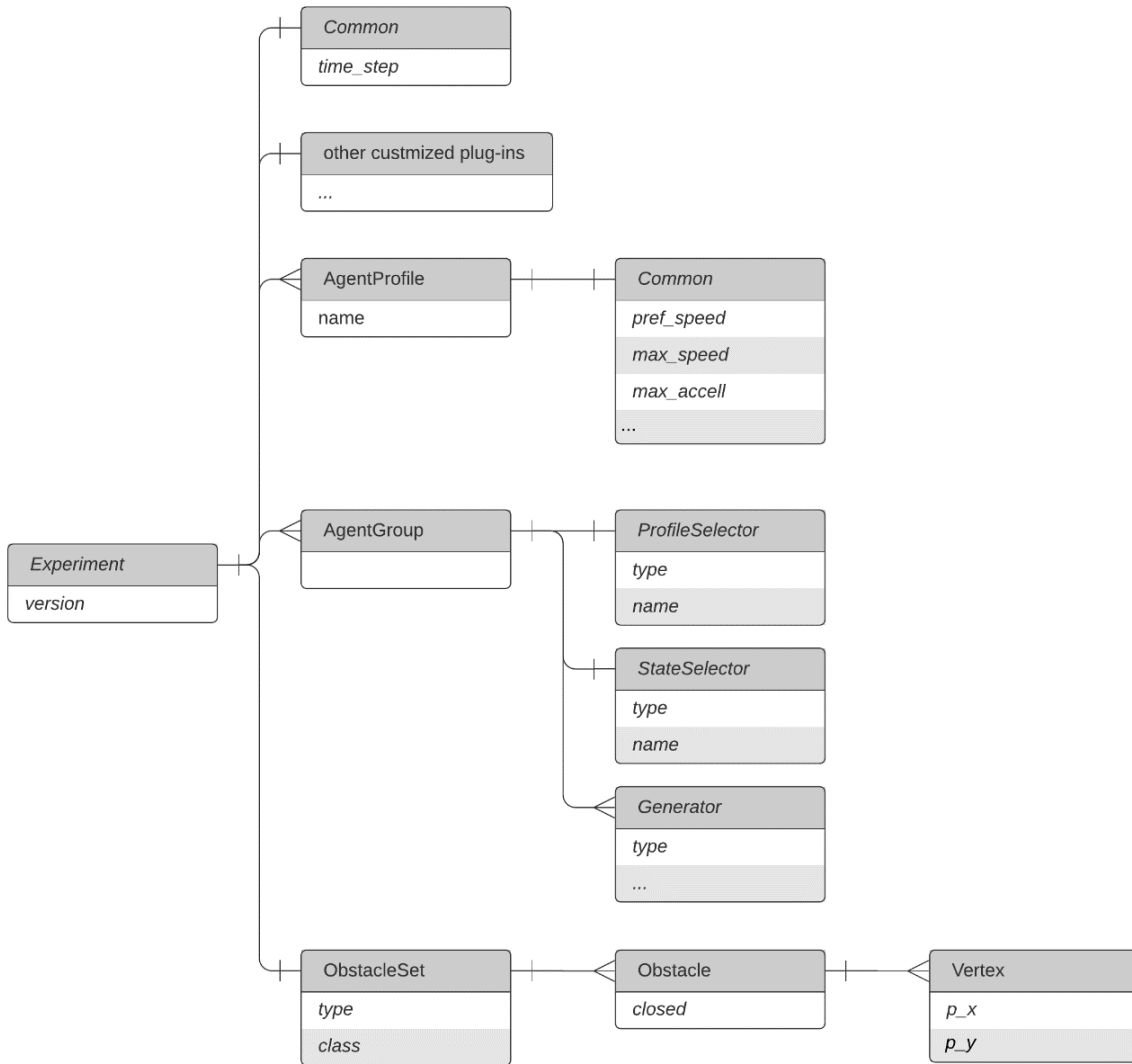 Common
time_step
other custmized plug-ins
...
AgentProfile
name
Common
pref_speed
max_speed
max_accell
...
Experiment
version
AgentGroup
ProfileSelector
type
name
StateSelector
type
name
Generator
type
...
ObstacleSet
type
class
Obstacle
closed
Vertex
p_x
p_y